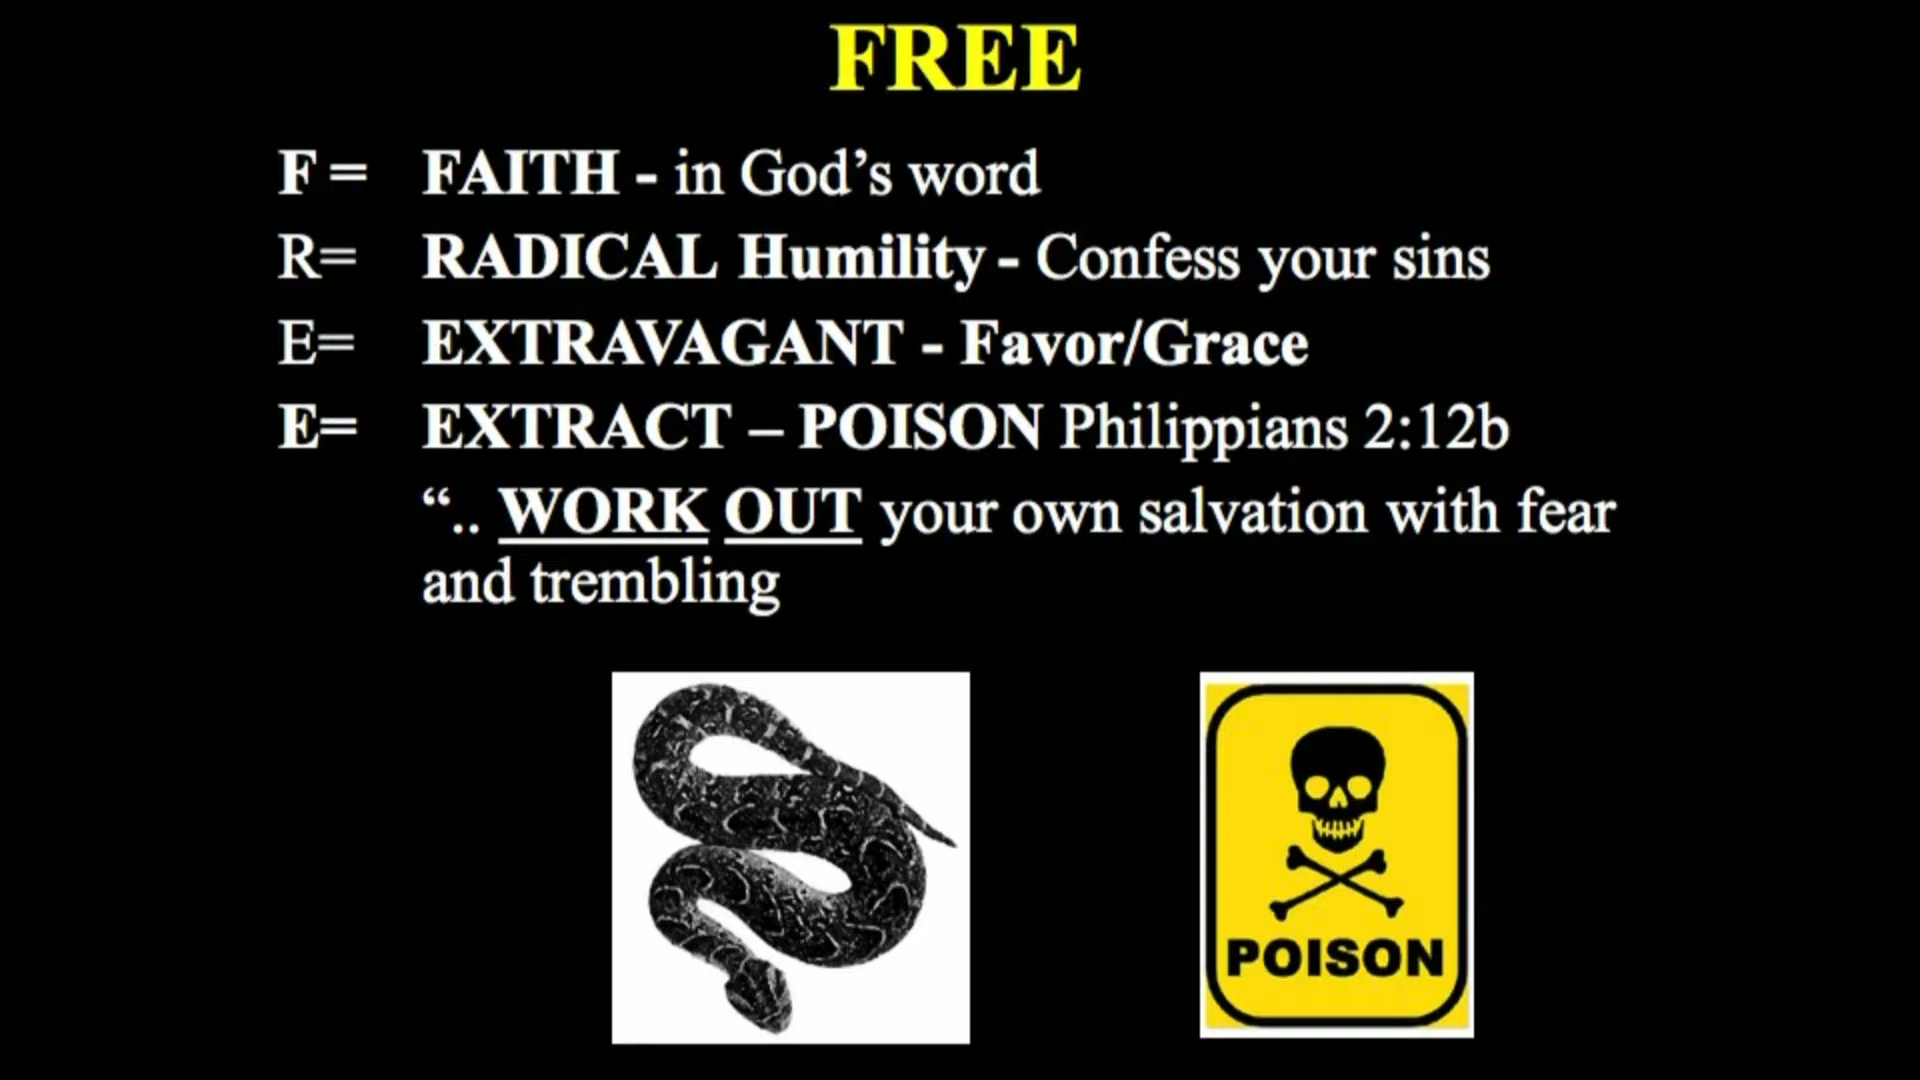 FREE
F = FAITH - in God’s word
R= RADICAL Humility - Confess your sins
E= EXTRAVAGANT - Favor/Grace
E= EXTRACT – POISON Philippians 2:12b
“.. WORK OUT your own salvation with fear
and trembling
POISON